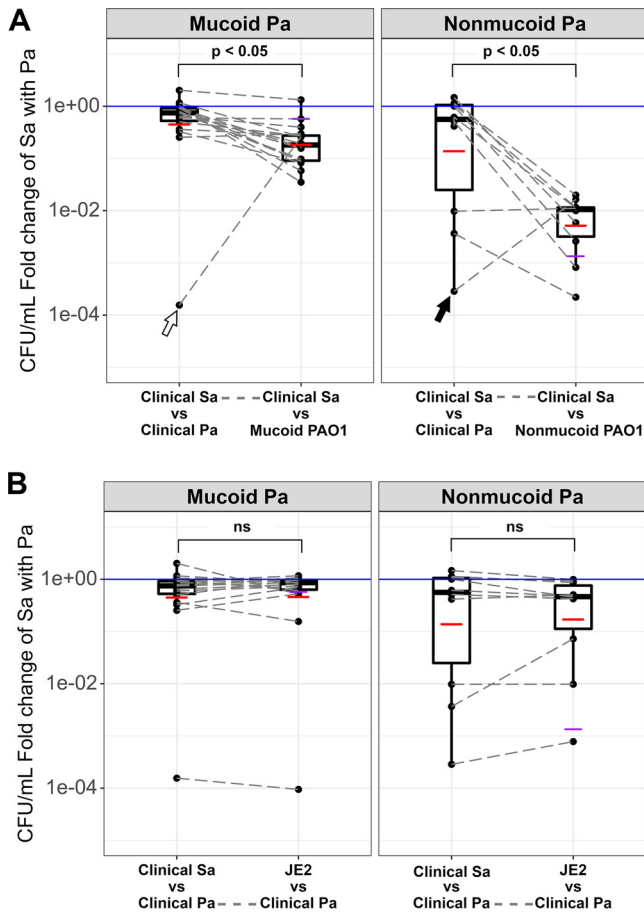 A
Mucoid Pa
Nonmucoid Pa
CFU/mL Fold change of Sa with Pa
1e+00
1e-02
1e-04
p < 0.05
p < 0.05
Clinical Sa
vs
Clinical Pa
Clinical Sa
vs
Mucoid PAO1
Clinical Sa
vs
Clinical Pa
Clinical Sa
vs
Nonmucoid PAO1
B
Mucoid Pa
Nonmucoid Pa
CFU/mL Fold change of Sa with Pa
1e+00
1e-02
1e-04
ns
ns
Clinical Sa
vs
Clinical Pa
JE2
vs
Clinical Pa
Clinical Sa
vs
Clinical Pa
JE2
vs
Clinical Pa